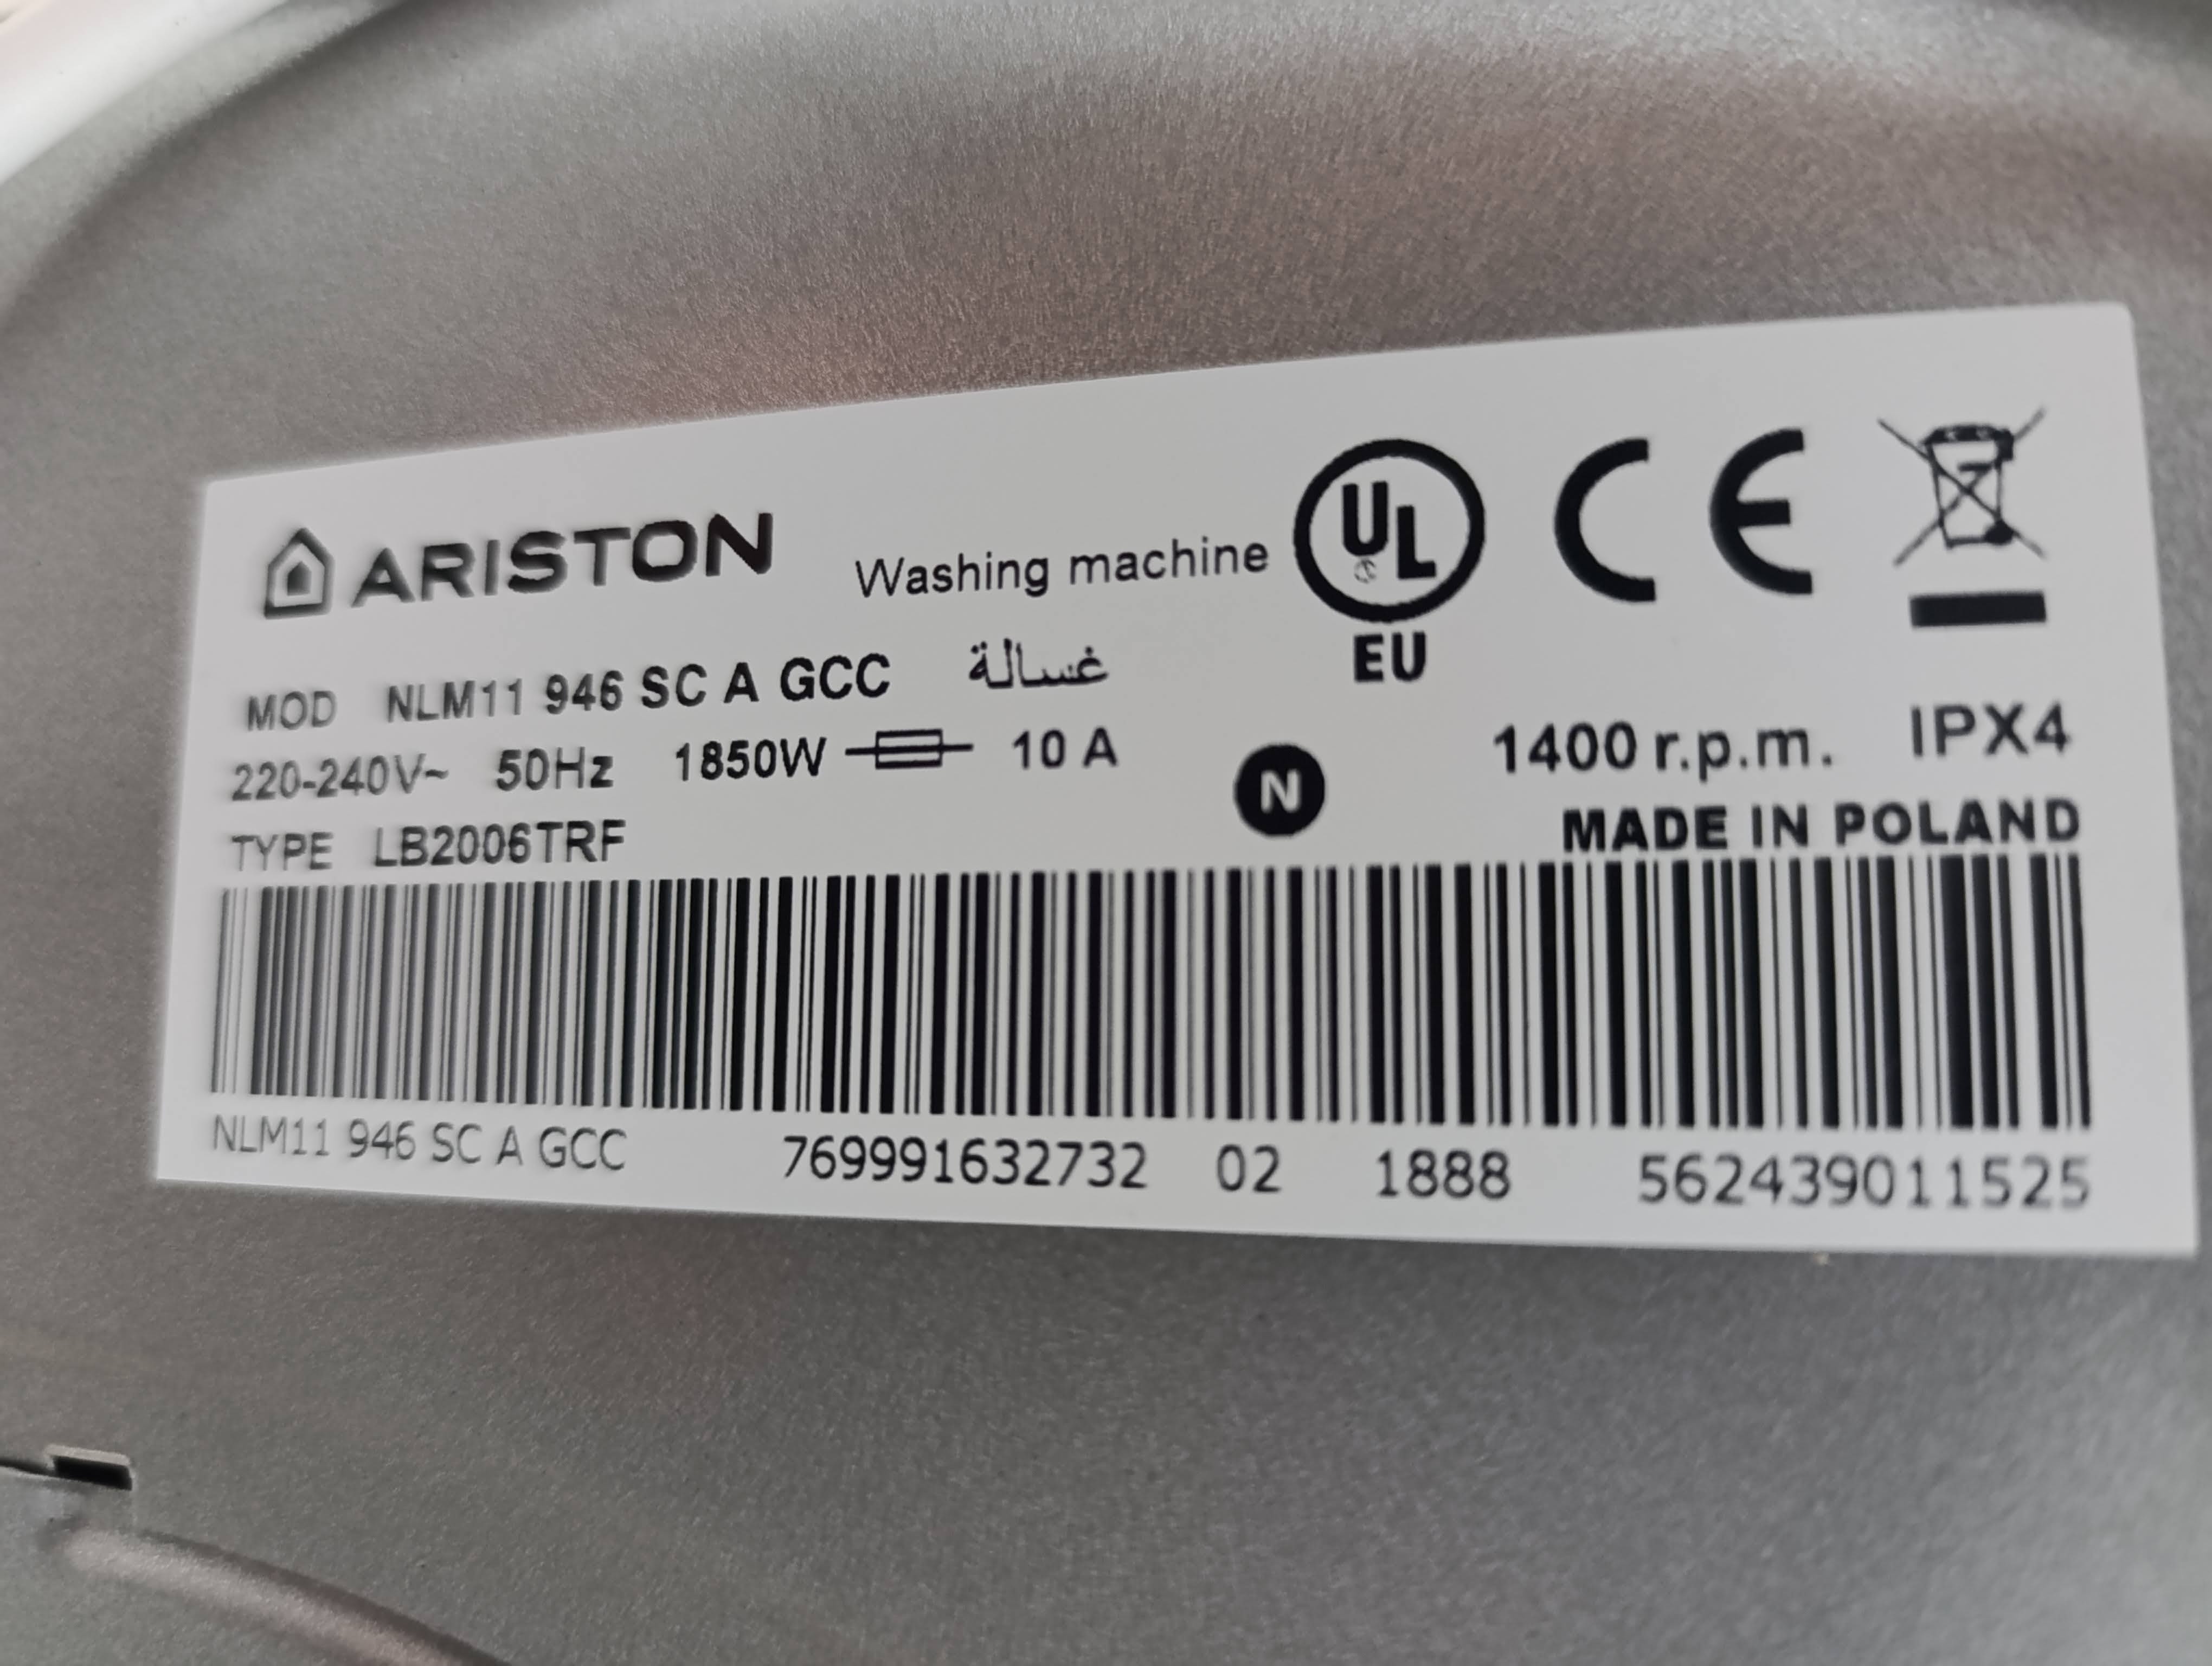 ARISTON Washing machine UL CE
EU
MOD NLM11 946 SC A GCC غسالة
220-240V~ 50Hz 1850W 10 A N 1400 r.p.m. IPX4
TYPE LB2006TRF MADE IN POLAND
NLM11 946 SC A GCC 769991632732 02 1888 562439011525